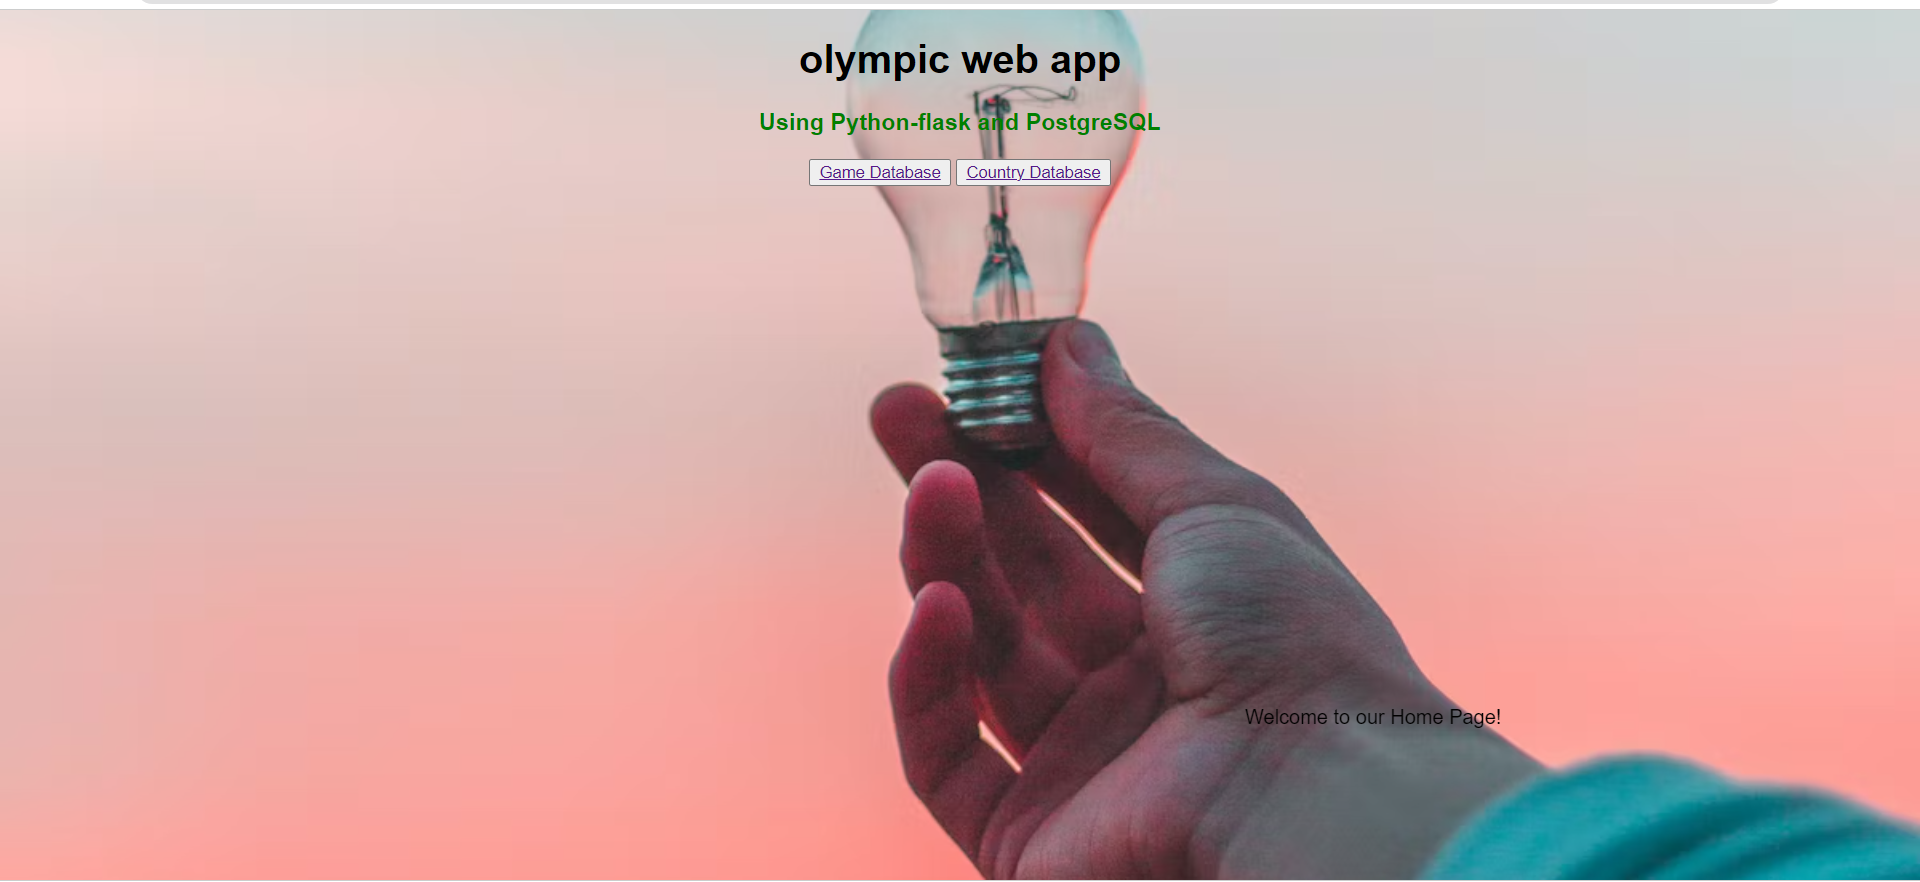 olympic web app
Using Python-flask and PostgreSQL
Game Database Country Database
Welcome to our Home Page!